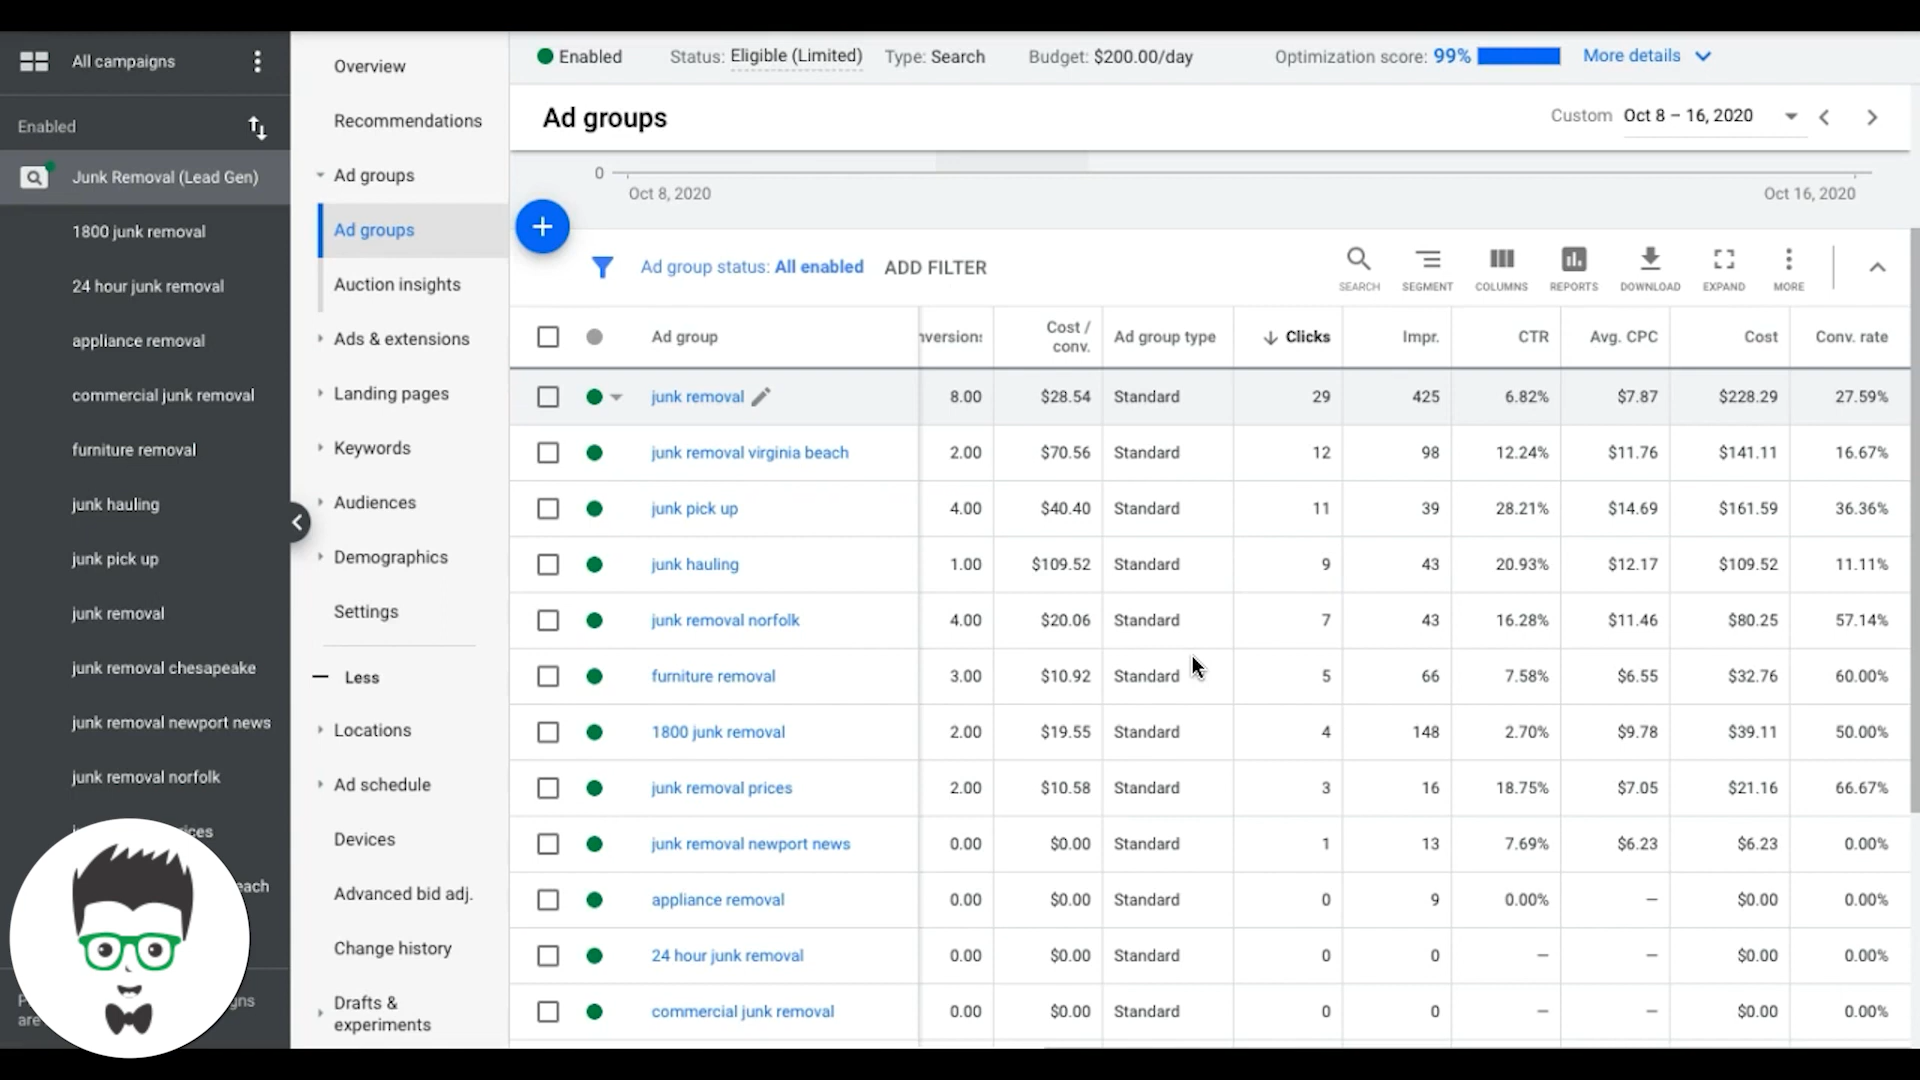 All campaigns
Enabled
Junk Removal (Lead Gen)
1800 junk removal
24 hour junk removal
appliance removal
commercial junk removal
furniture removal
junk hauling
junk pick up
junk removal
junk removal chesapeake
junk removal newport news
junk removal norfolk
Overview
Recommendations
Ad groups
Ad groups
Auction insights
Ads & extensions
Landing pages
Keywords
Audiences
Demographics
Settings
Less
Locations
Ad schedule
Devices
Advanced bid adj.
Change history
Drafts &
experiments
Enabled Status: Eligible (Limited) Type: Search Budget: $200.00/day Optimization score: 99% More details
Ad groups Custom Oct 8 – 16, 2020
0
Oct 8, 2020 Oct 16, 2020
Ad group status: All enabled ADD FILTER
SEARCH SEGMENT COLUMNS REPORTS DOWNLOAD EXPAND MORE
Ad group nversions Cost / conv. Ad group type Clicks Impr. CTR Avg. CPC Cost Conv. rate
junk removal 8.00 $28.54 Standard 29 425 6.82% $7.87 $228.29 27.59%
junk removal virginia beach 2.00 $70.56 Standard 12 98 12.24% $11.76 $141.11 16.67%
junk pick up 4.00 $40.40 Standard 11 39 28.21% $14.69 $161.59 36.36%
junk hauling 1.00 $109.52 Standard 9 43 20.93% $12.17 $109.52 11.11%
junk removal norfolk 4.00 $20.06 Standard 7 43 16.28% $11.46 $80.25 57.14%
furniture removal 3.00 $10.92 Standard 5 66 7.58% $6.55 $32.76 60.00%
1800 junk removal 2.00 $19.55 Standard 4 148 2.70% $9.78 $39.11 50.00%
junk removal prices 2.00 $10.58 Standard 3 16 18.75% $7.05 $21.16 66.67%
junk removal newport news 0.00 $0.00 Standard 1 13 7.69% $6.23 $6.23 0.00%
appliance removal 0.00 $0.00 Standard 0 9 0.00% – $0.00 0.00%
24 hour junk removal 0.00 $0.00 Standard 0 0 – – $0.00 0.00%
commercial junk removal 0.00 $0.00 Standard 0 0 – – $0.00 0.00%